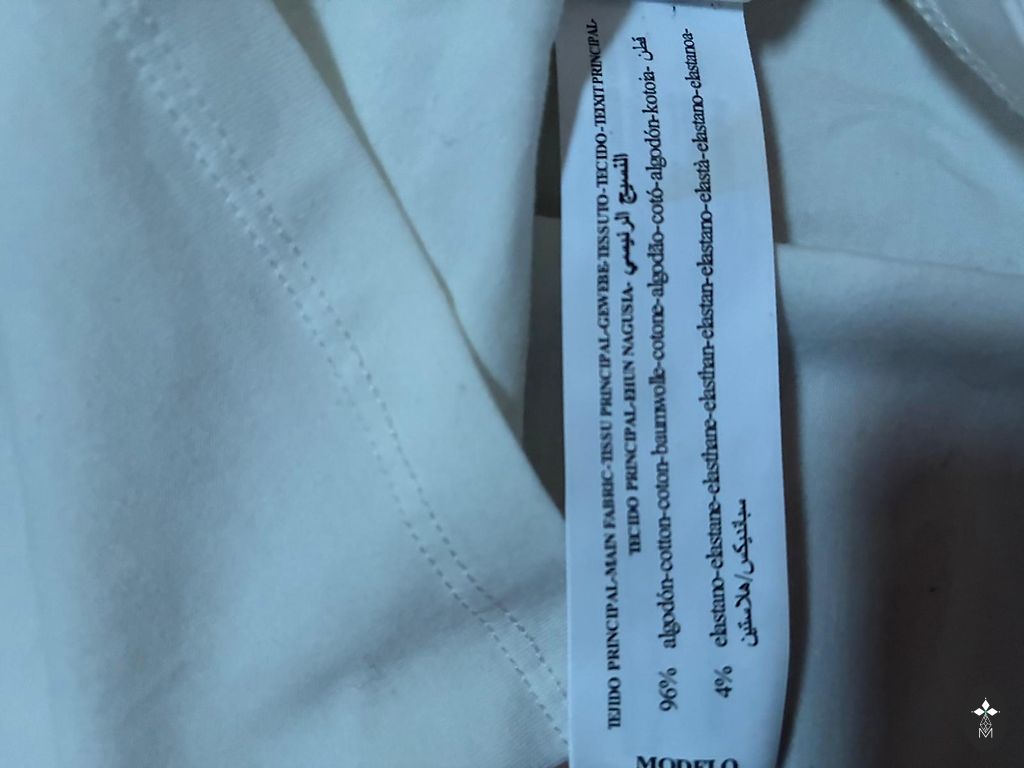 TEJIDO PRINCIPAL-MAIN FABRIC-TISSU PRINCIPAL-GEWEBE-TESSUTO-TECIDO-TEIXIT PRINCIPAL-
TECIDO PRINCIPAL-EHUN NAGUSIA- النسيج الرئيسي
96% algodón-cotton-coton-baumwolle-cotone-algodão-cotó-algodón-kotoia- قطن
4% elastano-elastane-elasthane-elasthan-elastan-elastano-elastà-elastano-elastanoa-
سباندیکس/هلاستين
MODELO